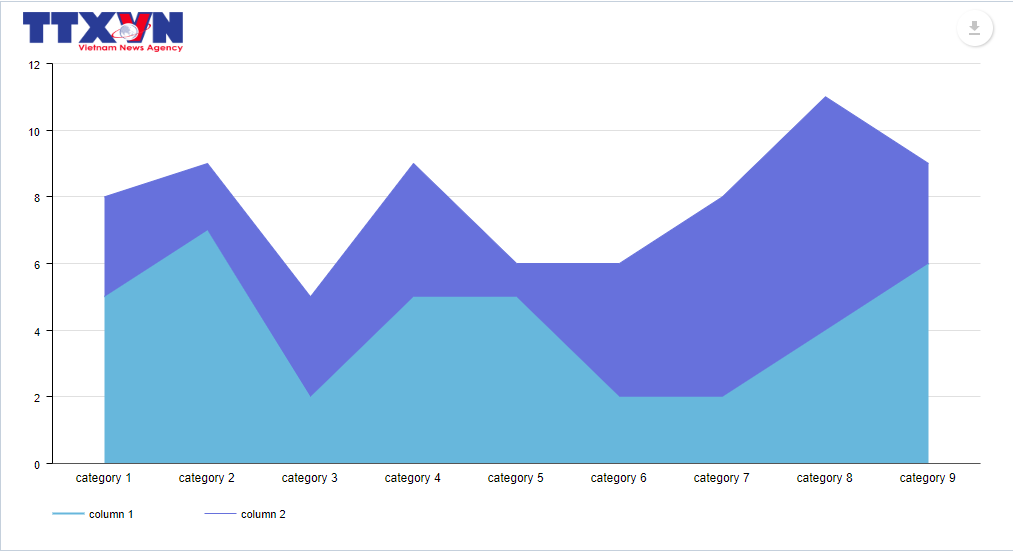 TTXVN
Vietnam News Agency
12
10
8
6
4
2
0
category 1 category 2 category 3 category 4 category 5 category 6 category 7 category 8 category 9
column 1 column 2